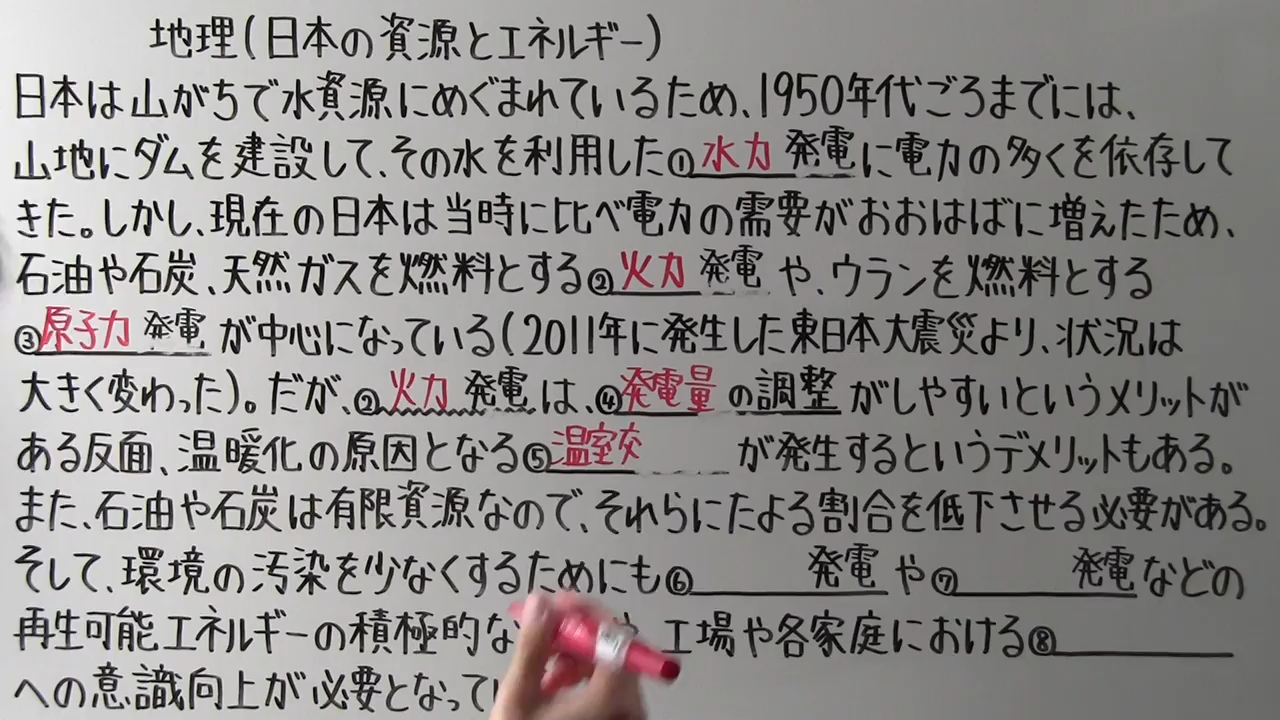 地理(日本の資源とエネルギー)
日本は山がちで水資源にめぐまれているため、1950年代ごろまでには、
山地にダムを建設して、その水を利用した①水力発電に電力の多くを依存して
きた。しかし、現在の日本は当時に比べ電力の需要がおおはばに増えたため、
石油や石炭、天然ガスを燃料とする②火力発電や、ウランを燃料とする
③原子力発電が中心になっている(2011年に発生した東日本大震災より、状況は
大きく変わった)。だが、②火力発電は、④発電量の調整がしやすいというメリットが
ある反面、温暖化の原因となる⑤温室交 が発生するというデメリットもある。
また、石油や石炭は有限資源なので、それらにたよる割合を低下させる必要がある。
そして、環境の汚染を少なくするためにも⑥ 発電や⑦ 発電などの
再生可能エネルギーの積極的な 工場や各家庭における⑧
への意識向上が必要となって